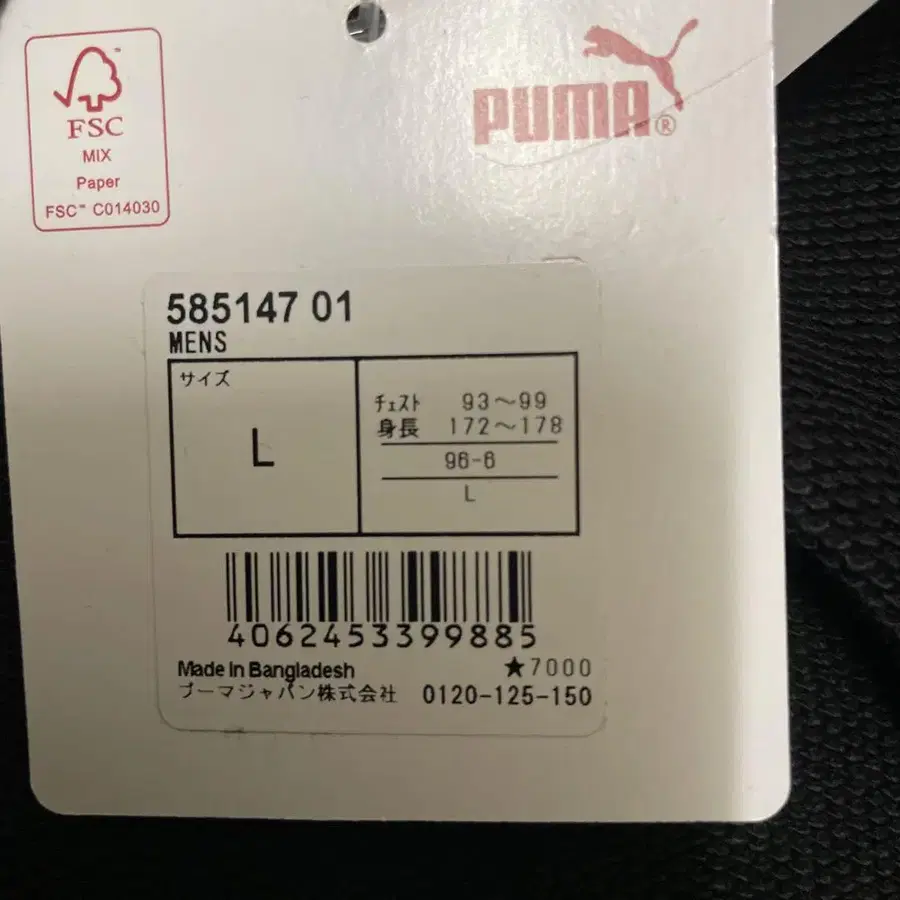 FSC™
MIX
Paper
FSC™ C014030
PUMA®
585147 01
MENS
サイズ
L
チェスト 93～99
身長 172～178
96-6
L
4062453399885
Made in Bangladesh ★7000
プーマジャパン株式会社 0120-125-150